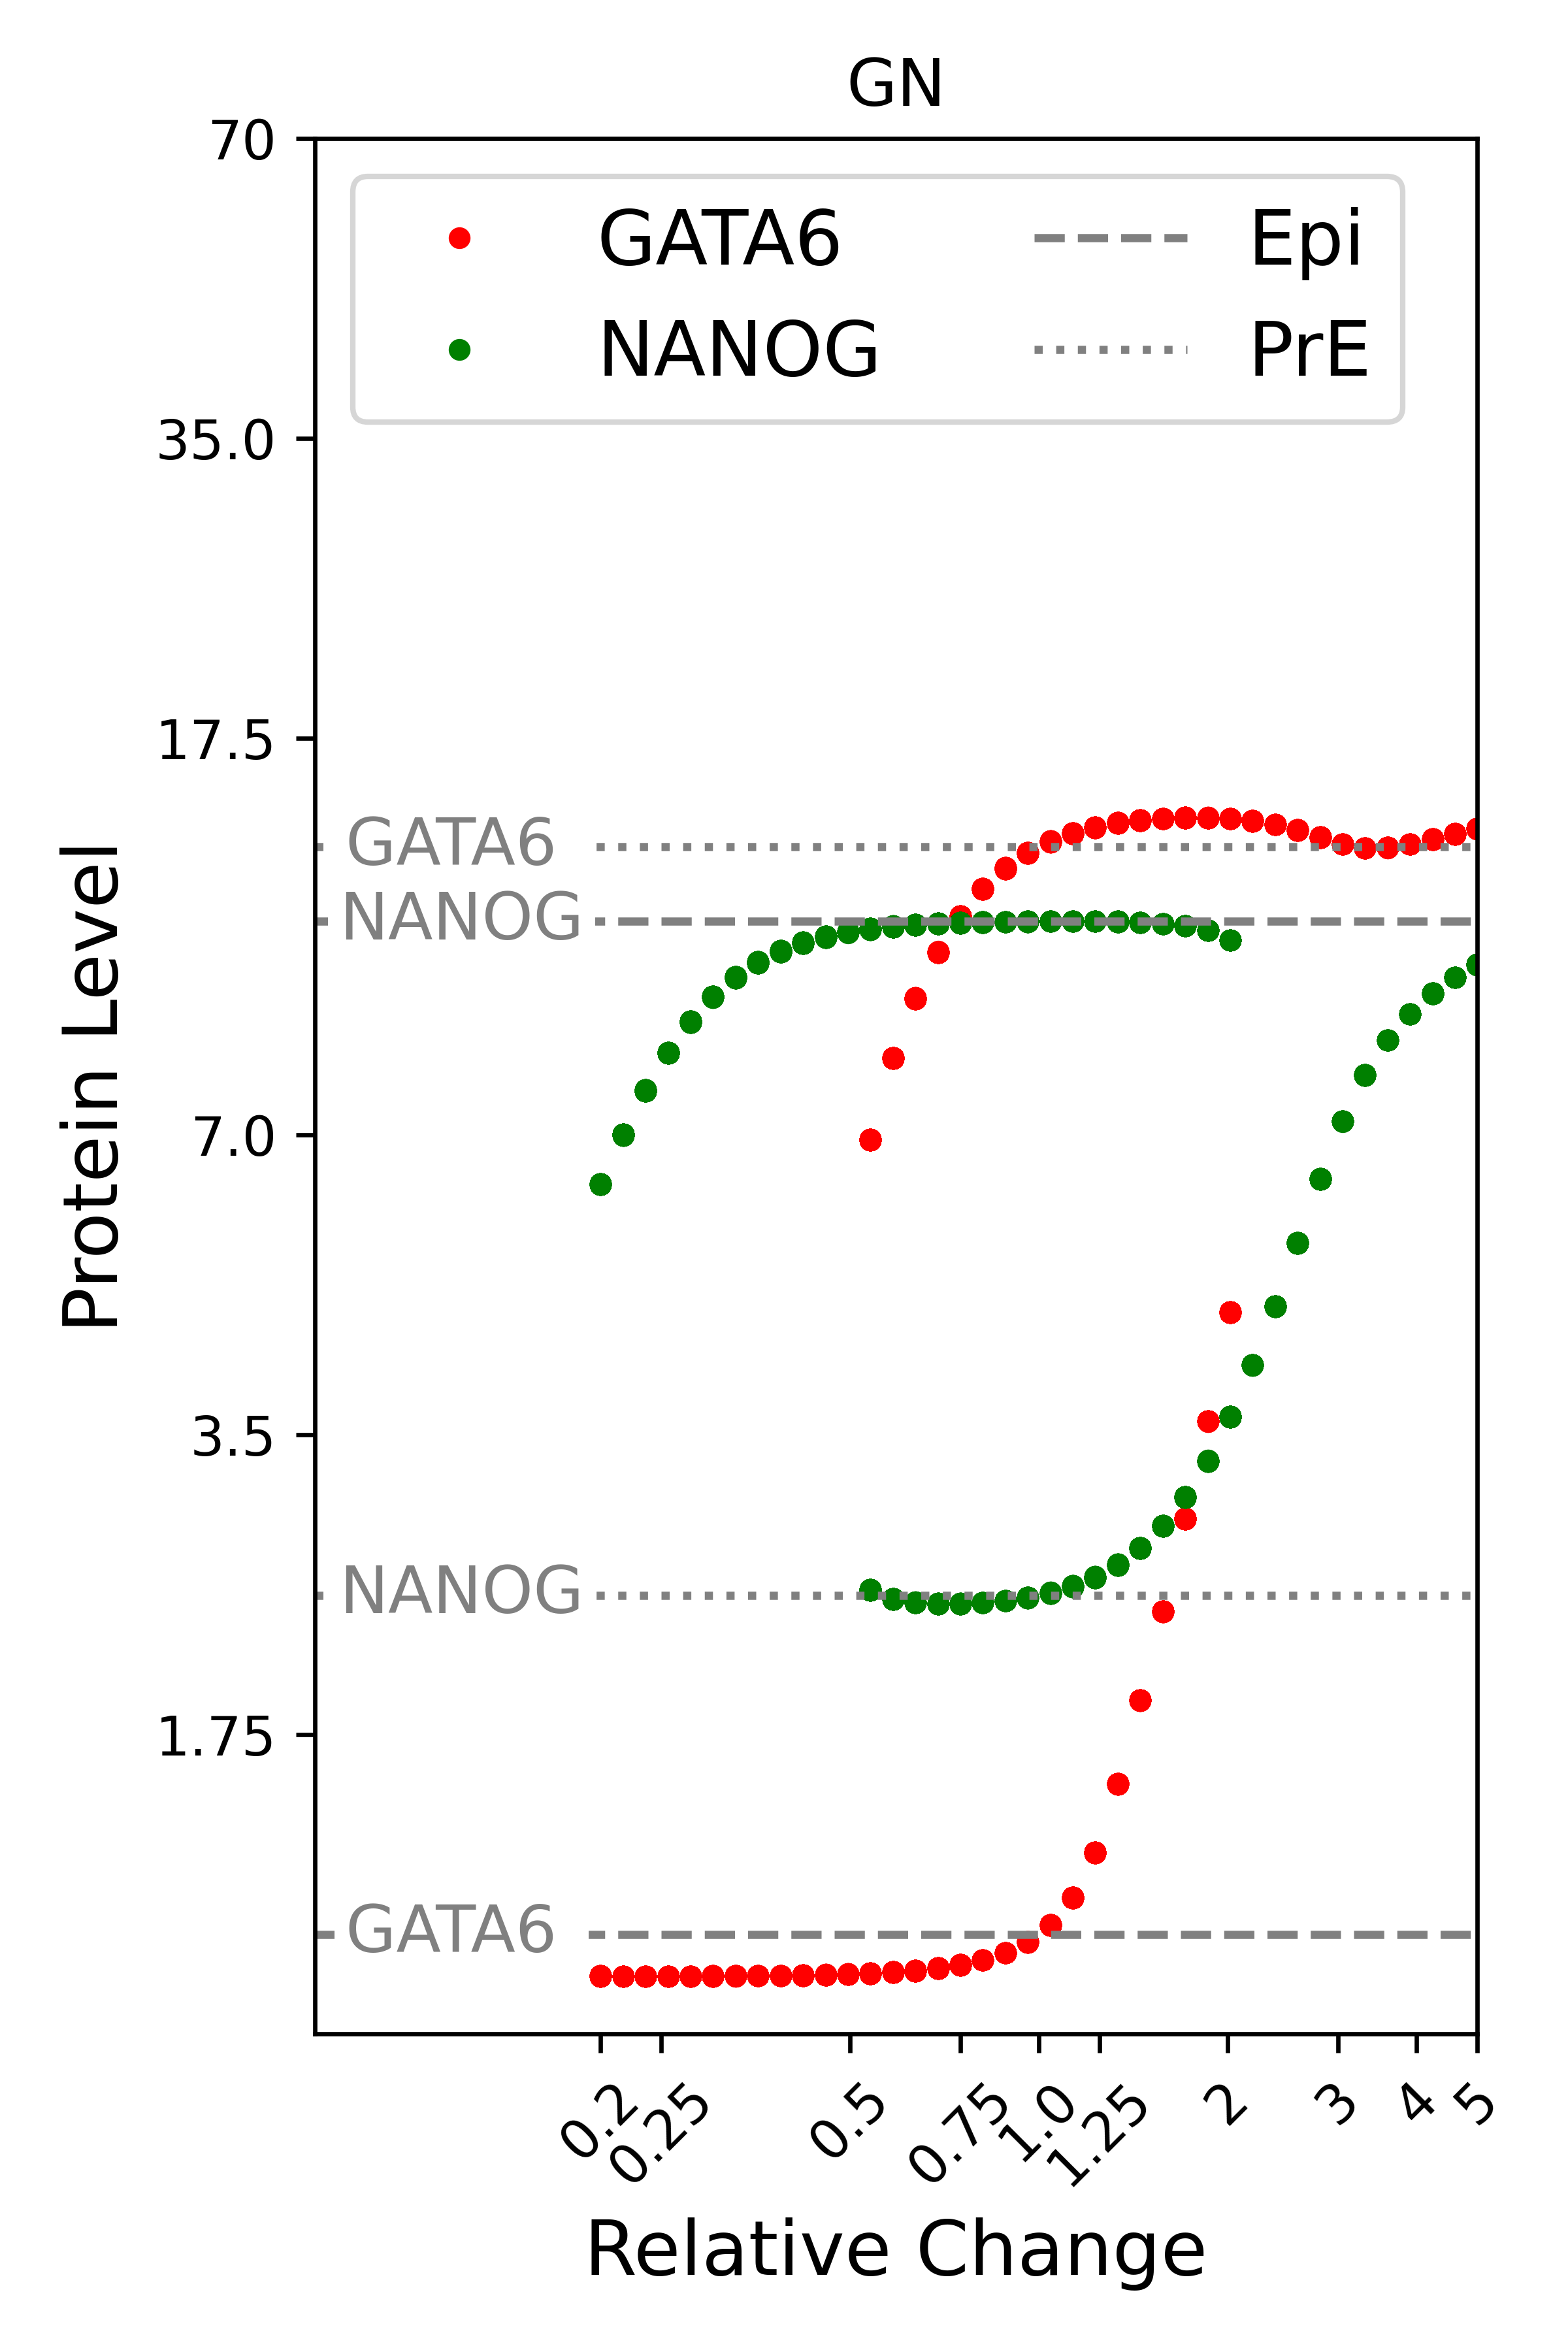 GN
70
35.0
17.5
7.0
3.5
1.75
Protein Level
GATA6
NANOG
Epi
PrE
GATA6
NANOG
NANOG
GATA6
0.2
0.25
0.5
0.75
1.0
1.25
2
3
4
5
Relative Change